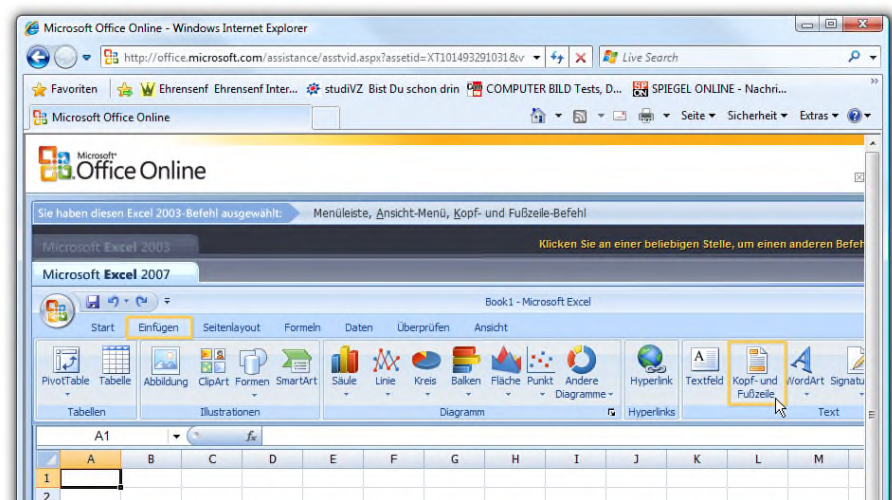 Microsoft Office Online - Windows Internet Explorer
http://office.microsoft.com/assistance/asstvid.aspx?assetid=XT101493291031&v
Live Search
Favoriten Ehrensenf Ehrensenf Inter... studiVZ Bist Du schon drin COMPUTER BILD Tests, D... SPIEGEL ONLINE - Nachri...
Microsoft Office Online Seite Sicherheit Extras
Microsoft
Office Online
Sie haben diesen Excel 2003-Befehl ausgewählt: Menüleiste, Ansicht-Menü, Kopf- und Fußzeile-Befehl
Microsoft Excel 2003 Klicken Sie an einer beliebigen Stelle, um einen anderen Befeh
Microsoft Excel 2007
Book1 - Microsoft Excel
Start Einfügen Seitenlayout Formeln Daten Überprüfen Ansicht
PivotTable Tabelle Abbildung ClipArt Formen SmartArt Säule Linie Kreis Balken Fläche Punkt Andere Diagramme Hyperlink Textfeld Kopf- und Fußzeile WordArt Signatu
Tabellen Illustrationen Diagramm Hyperlinks Text
A1 fx
A B C D E F G H I J K L M
1
2